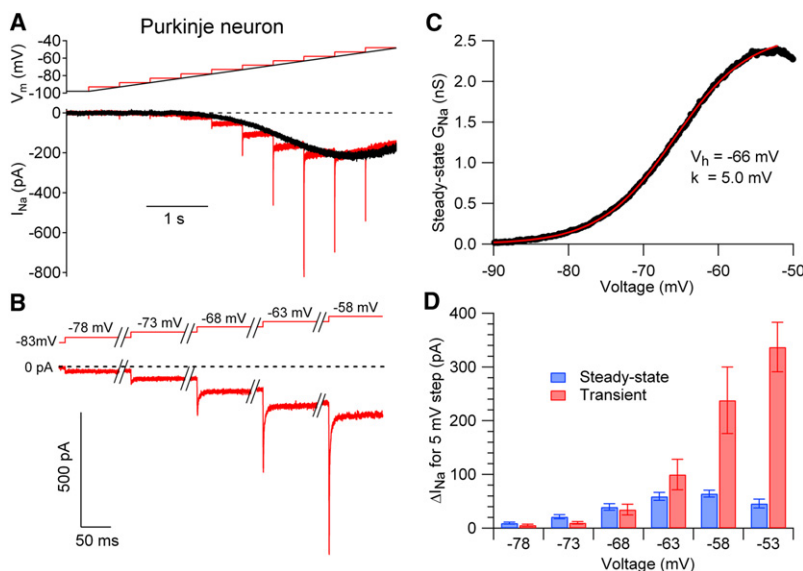 A
Purkinje neuron
Vm (mV)
-40
-60
-80
-100
INa (pA)
0
-200
-400
-600
-800
1 s
B
-83mV
-78 mV
-73 mV
-68 mV
-63 mV
-58 mV
0 pA
500 pA
50 ms
C
Steady-state GNa (nS)
2.5
2.0
1.5
1.0
0.5
0.0
Vh = -66 mV
k = 5.0 mV
-90
-80
-70
-60
-50
Voltage (mV)
D
ΔINa for 5 mV step (pA)
400
300
200
100
0
Steady-state
Transient
-78
-73
-68
-63
-58
-53
Voltage (mV)